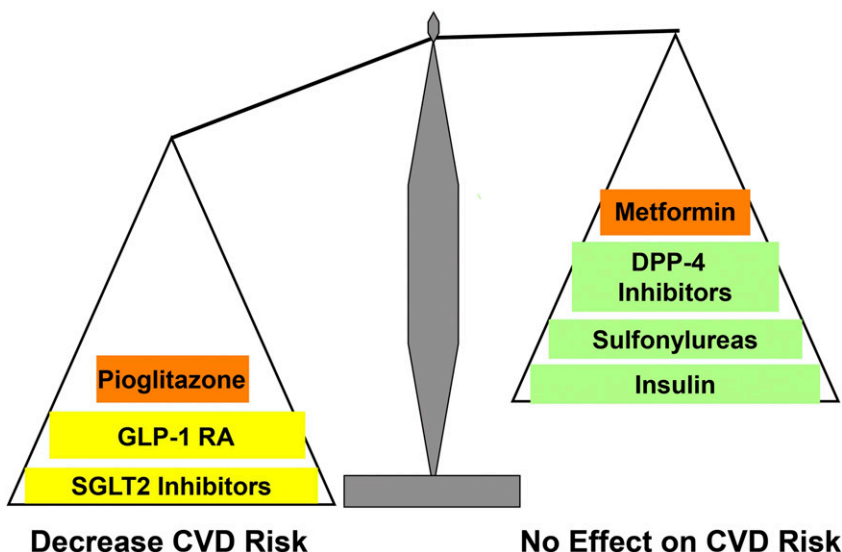 Metformin
DPP-4
Inhibitors
Sulfonylureas
Insulin
Pioglitazone
GLP-1 RA
SGLT2 Inhibitors
Decrease CVD Risk
No Effect on CVD Risk